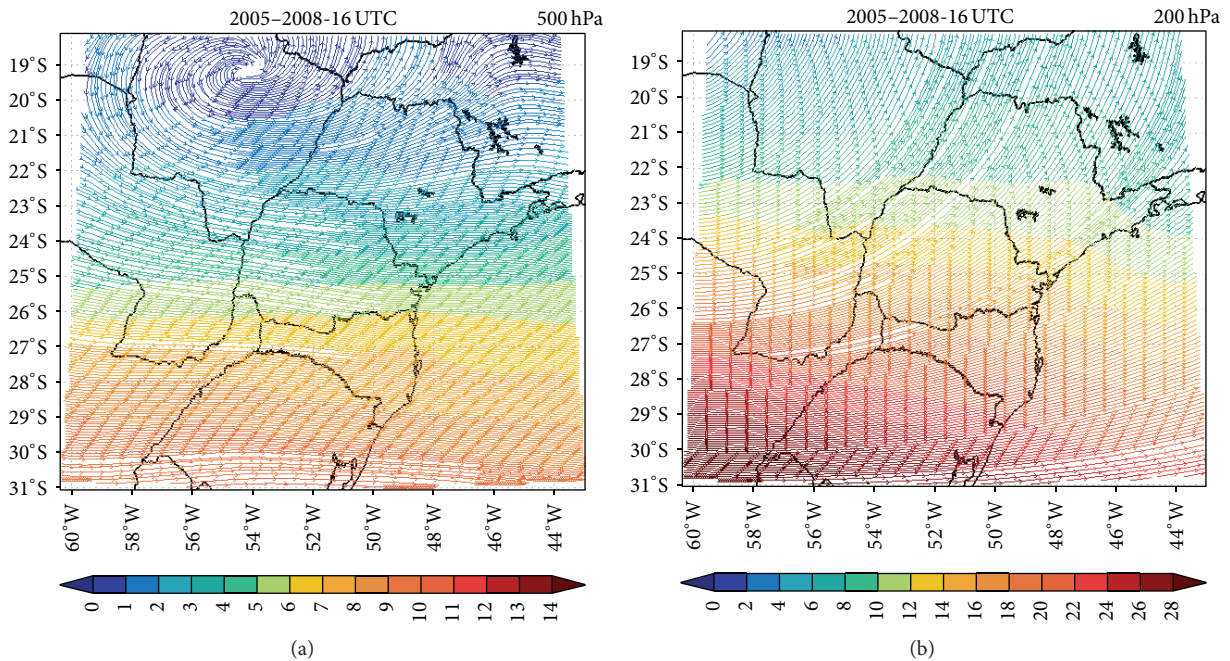 2005–2008-16 UTC 500 hPa
19°S
20°S
21°S
22°S
23°S
24°S
25°S
26°S
27°S
28°S
29°S
30°S
31°S
60°W 58°W 56°W 54°W 52°W 50°W 48°W 46°W 44°W
0 1 2 3 4 5 6 7 8 9 10 11 12 13 14
(a)
2005–2008-16 UTC 200 hPa
19°S
20°S
21°S
22°S
23°S
24°S
25°S
26°S
27°S
28°S
29°S
30°S
31°S
60°W 58°W 56°W 54°W 52°W 50°W 48°W 46°W 44°W
0 2 4 6 8 10 12 14 16 18 20 22 24 26 28
(b)